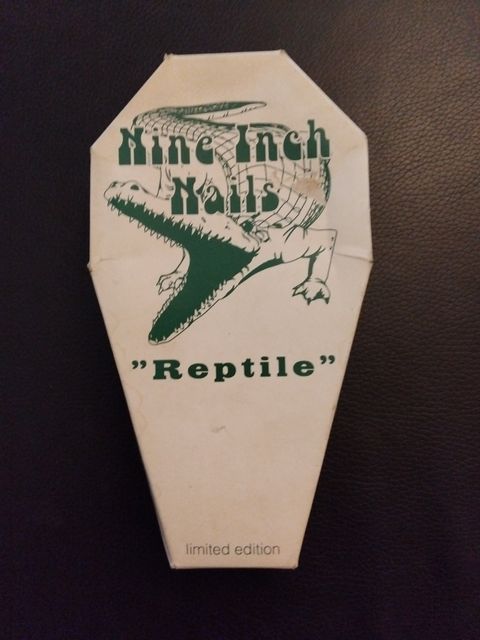 Nine Inch
Nails
”Reptile”
limited edition